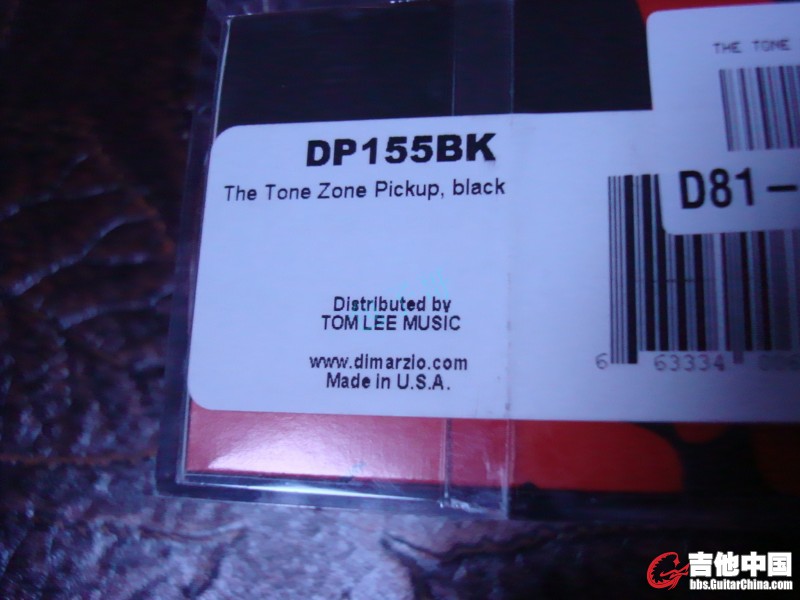 THE TONE
DP155BK
The Tone Zone Pickup, black
D81-
Distributed by
TOM LEE MUSIC
www.dimarzio.com
Made in U.S.A.
6 63334
吉他中国
bbs.GuitarChina.com